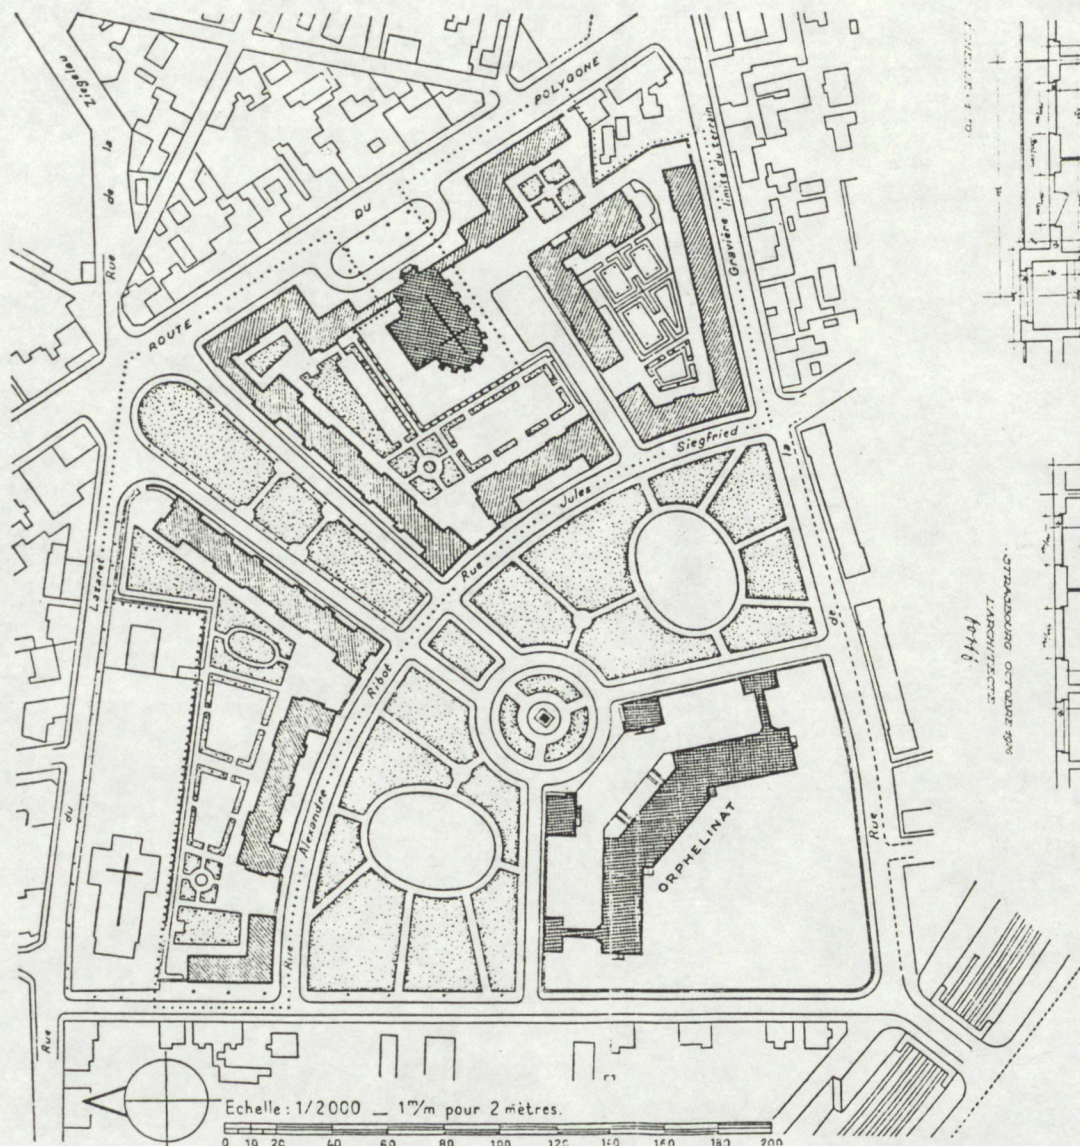 Rue de la Ziegelau
ROUTE DU POLYGONE
Gravière
limite du terrain
Rue Jules Siegfried
Rue Alexandre Ribot
Rue du Lazaret
Rue de la
ORPHELINAT
Rue
STRASBOURG OCTOBRE
L'ARCHITECTE
Echelle : 1/2000 _ 1 m/m pour 2 mètres.
0 10 20 40 60 80 100 120 140 160 180 200